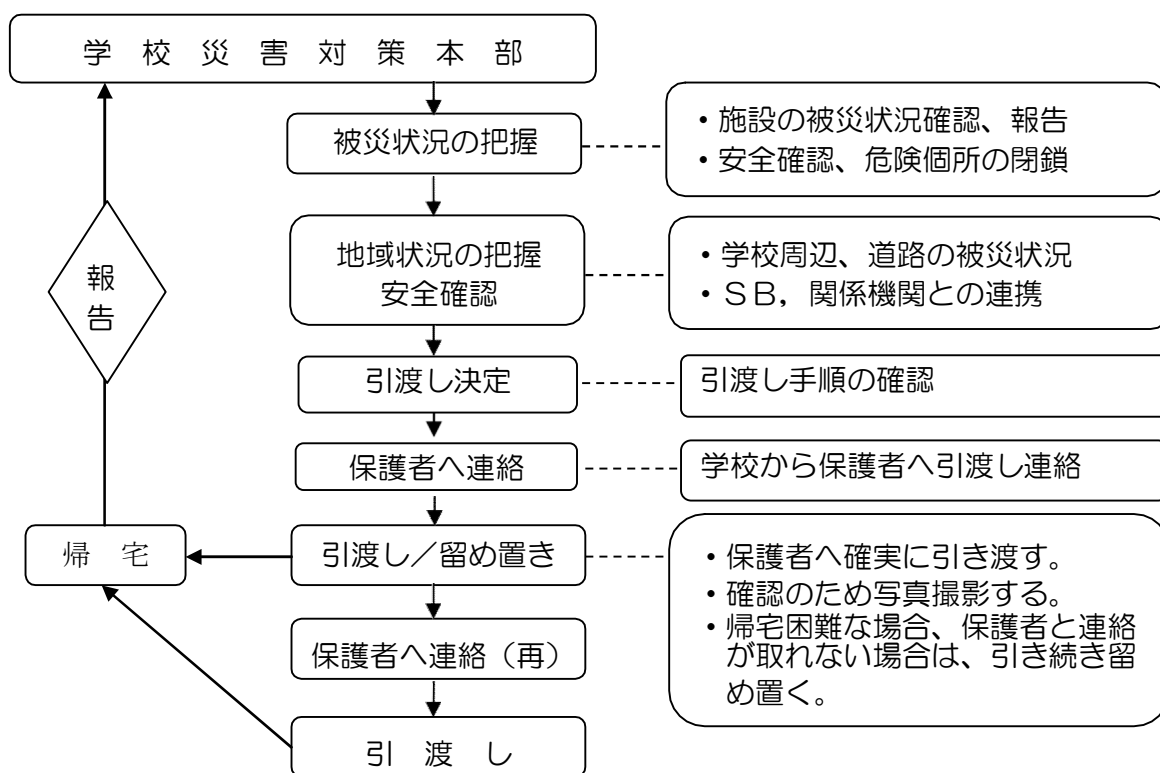 学 校 災 害 対 策 本 部
被災状況の把握
・施設の被災状況確認、報告
・安全確認、危険個所の閉鎖
地域状況の把握
安全確認
・学校周辺、道路の被災状況
・ＳＢ，関係機関との連携
報
告
引渡し決定
引渡し手順の確認
保護者へ連絡
学校から保護者へ引渡し連絡
帰 宅
引渡し／留め置き
・保護者へ確実に引き渡す。
・確認のため写真撮影する。
・帰宅困難な場合、保護者と連絡
が取れない場合は、引き続き留
め置く。
保護者へ連絡（再）
引 渡 し